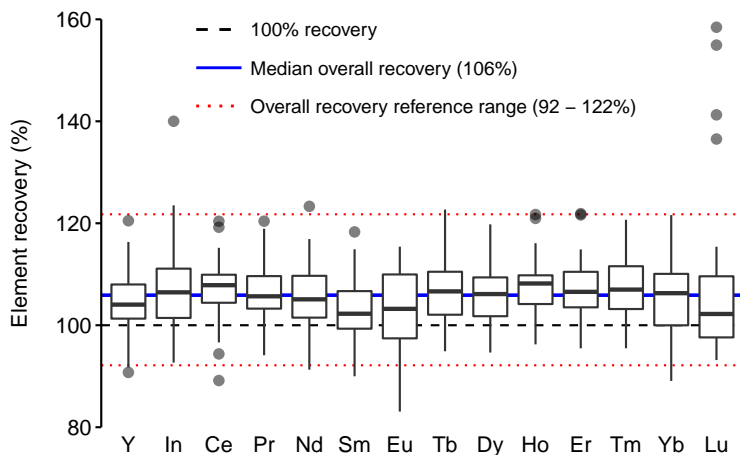 160
140
120
100
80
Element recovery (%)
100% recovery
Median overall recovery (106%)
Overall recovery reference range (92 − 122%)
Y In Ce Pr Nd Sm Eu Tb Dy Ho Er Tm Yb Lu